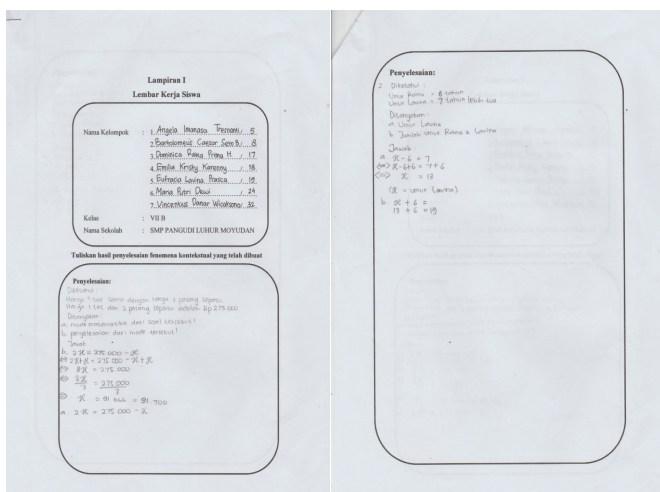 Lampiran I
Lembar Kerja Siswa
Nama Kelompok : 1. Angela Imanasa Tresnanti, 5
2. Bartolomeus Caesar Seto B, 8
3. Dominica Rama Prima H, 17
4. Emilia Kristy Karenny, 18
5. Eufrasia Lavina Prasca, 19
6. Maria Putri Dewi, 24
7. Vincentius Danar Wicaksono, 32
Kelas : VII B
Nama Sekolah : SMP PANGUDI LUHUR MOYUDAN
Tuliskan hasil penyelesaian fenomena kontekstual yang telah dibuat
Penyelesaian:
Diketahui
Harga 1 tas sama dengan harga 2 pasang sepatu.
Harga 1 tas dan 2 pasang sepatu adalah Rp 275.000
Ditanyakan:
a. model matematika dari soal tersebut!
b. penyelesaian dari model tersebut!
Jawab
b. 2x = 275.000 - x
⇔ 2x+x = 275.000 - x + x
⇔ 3x = 275.000
⇔ 3x/3 = 275.000/3
⇔ x = 91.666 = 91.700
a. 2x = 275.000 - x
Penyelesaian:
2. Diketahui :
Umur Rama = 6 tahun
Umur Lavina = 7 tahun lebih tua
Ditanyakan :
a. Umur Lavina
b. Jumlah umur Rama & Lavina
Jawab :
a. x - 6 = 7
⇔ x - 6+6 = 7 + 6
⇔ x = 13
(x = umur Lavina)
b. x + 6 =
13 + 6 = 19